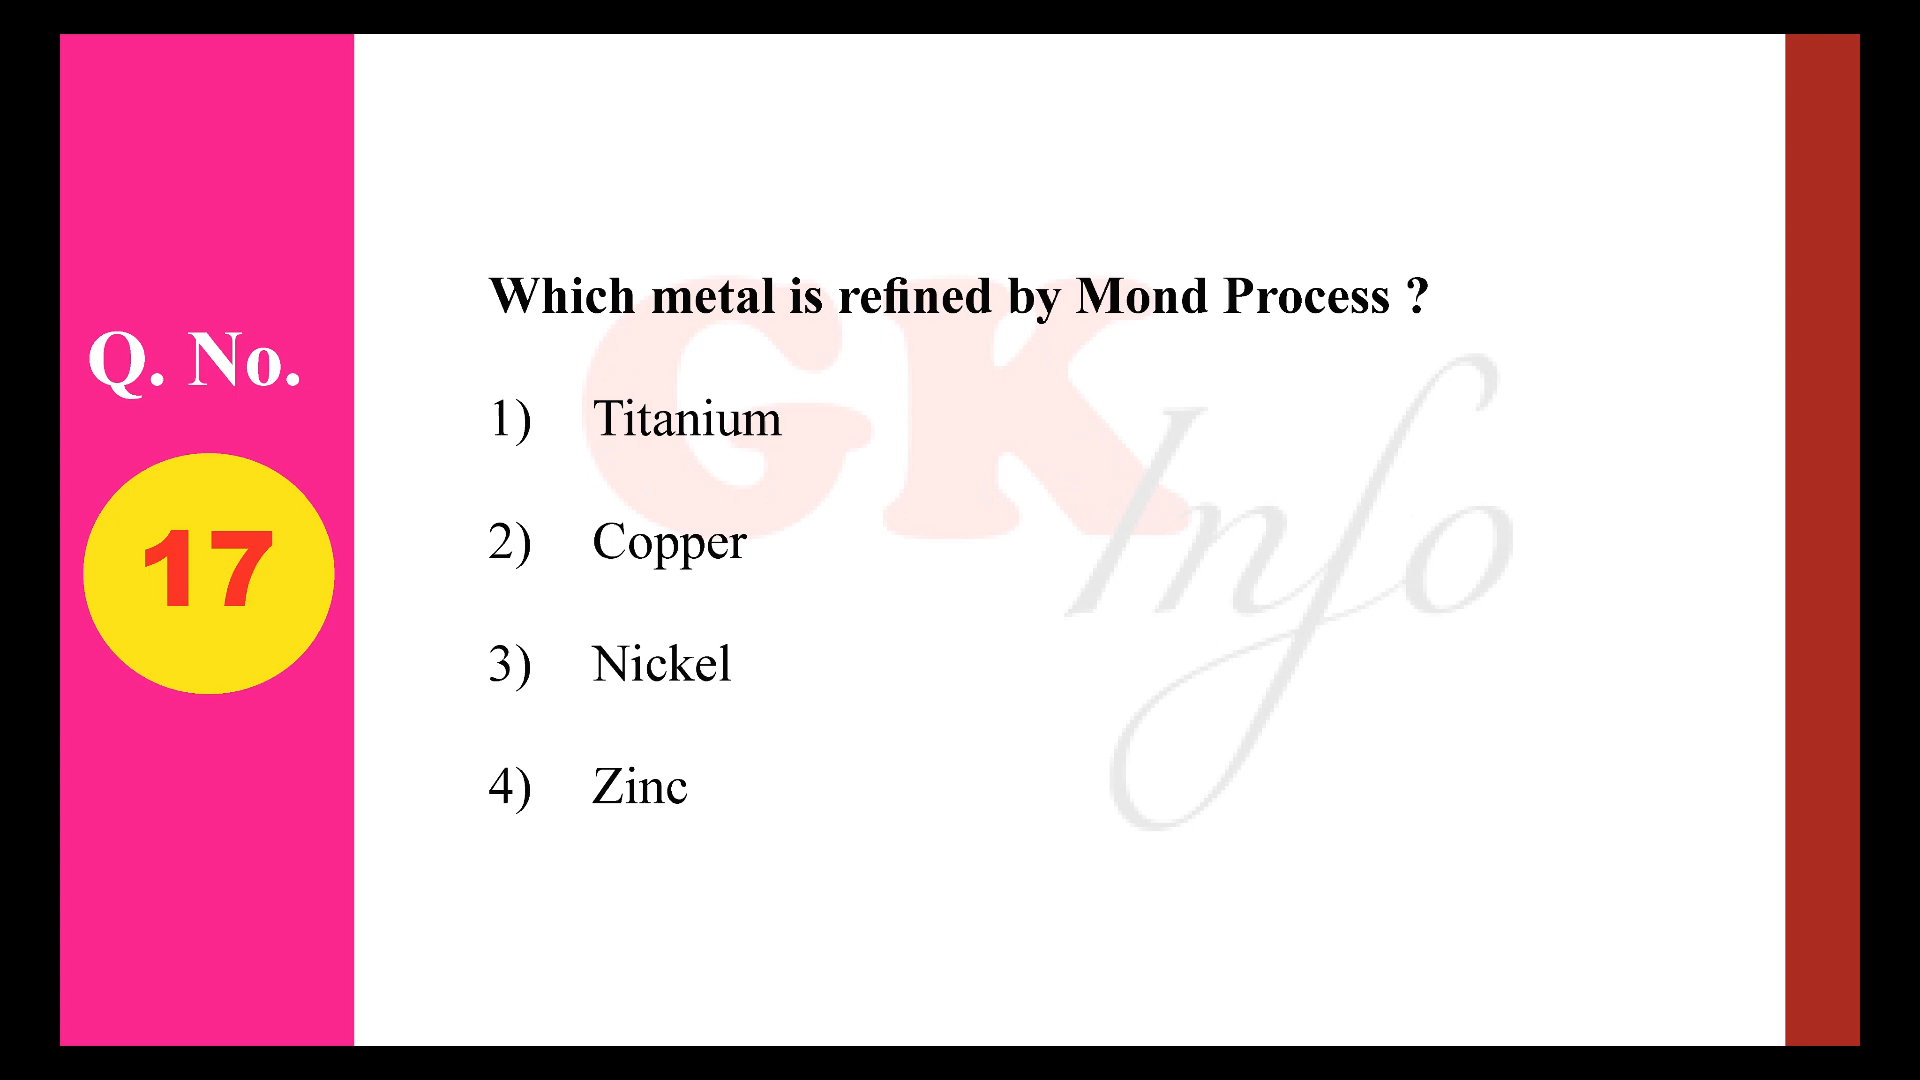 Q. No.
17
Which metal is refined by Mond Process ?
1) Titanium
2) Copper
3) Nickel
4) Zinc
GK
Info